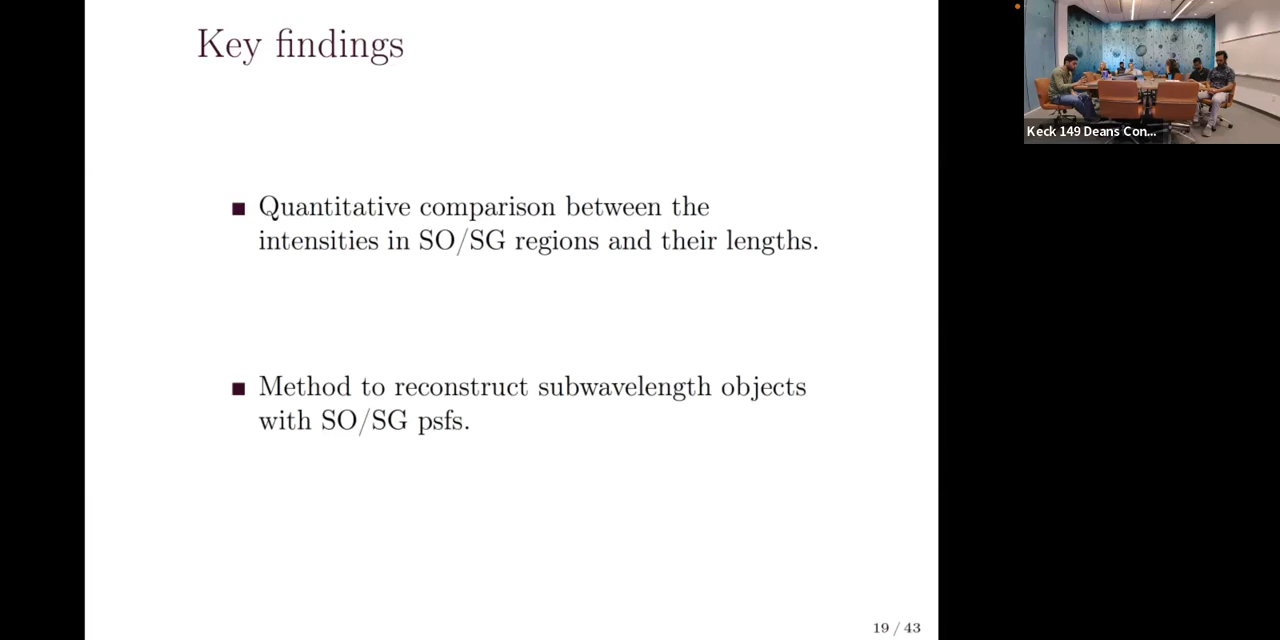 Key findings
Quantitative comparison between the
intensities in SO/SG regions and their lengths.
Method to reconstruct subwavelength objects
with SO/SG psfs.
19 / 43
Keck 149 Deans Con...